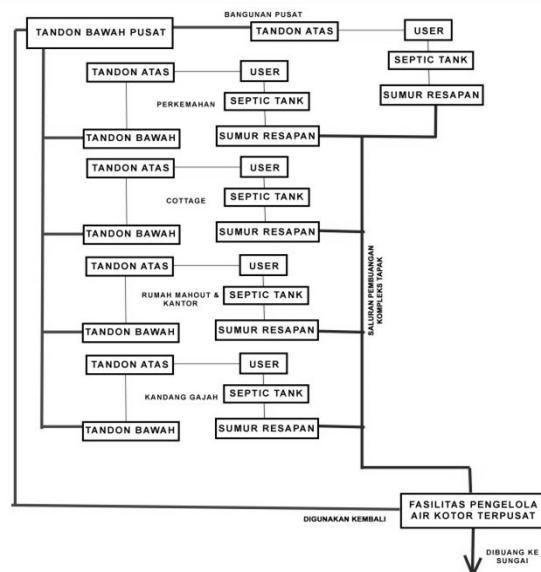 BANGUNAN PUSAT
TANDON BAWAH PUSAT
TANDON ATAS
USER
SEPTIC TANK
SUMUR RESAPAN
TANDON ATAS
USER
PERKEMAHAN
SEPTIC TANK
TANDON BAWAH
SUMUR RESAPAN
TANDON ATAS
USER
COTTAGE
SEPTIC TANK
TANDON BAWAH
SUMUR RESAPAN
TANDON ATAS
USER
RUMAH MAHOUT &
KANTOR
SEPTIC TANK
TANDON BAWAH
SUMUR RESAPAN
TANDON ATAS
USER
KANDANG GAJAH
SEPTIC TANK
TANDON BAWAH
SUMUR RESAPAN
SALURAN PEMBUANGAN
KOMPLEKS TAPAK
FASILITAS PENGELOLA
AIR KOTOR TERPUSAT
DIGUNAKAN KEMBALI
DIBUANG KE
SUNGAI